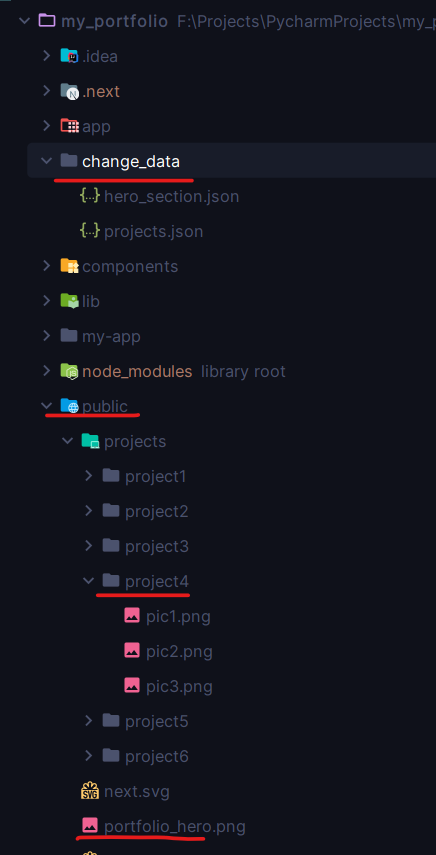 my_portfolio F:\Projects\PycharmProjects\my_p
.idea
.next
app
change_data
hero_section.json
projects.json
components
lib
my-app
node_modules library root
public
projects
project1
project2
project3
project4
pic1.png
pic2.png
pic3.png
project5
project6
next.svg
portfolio_hero.png